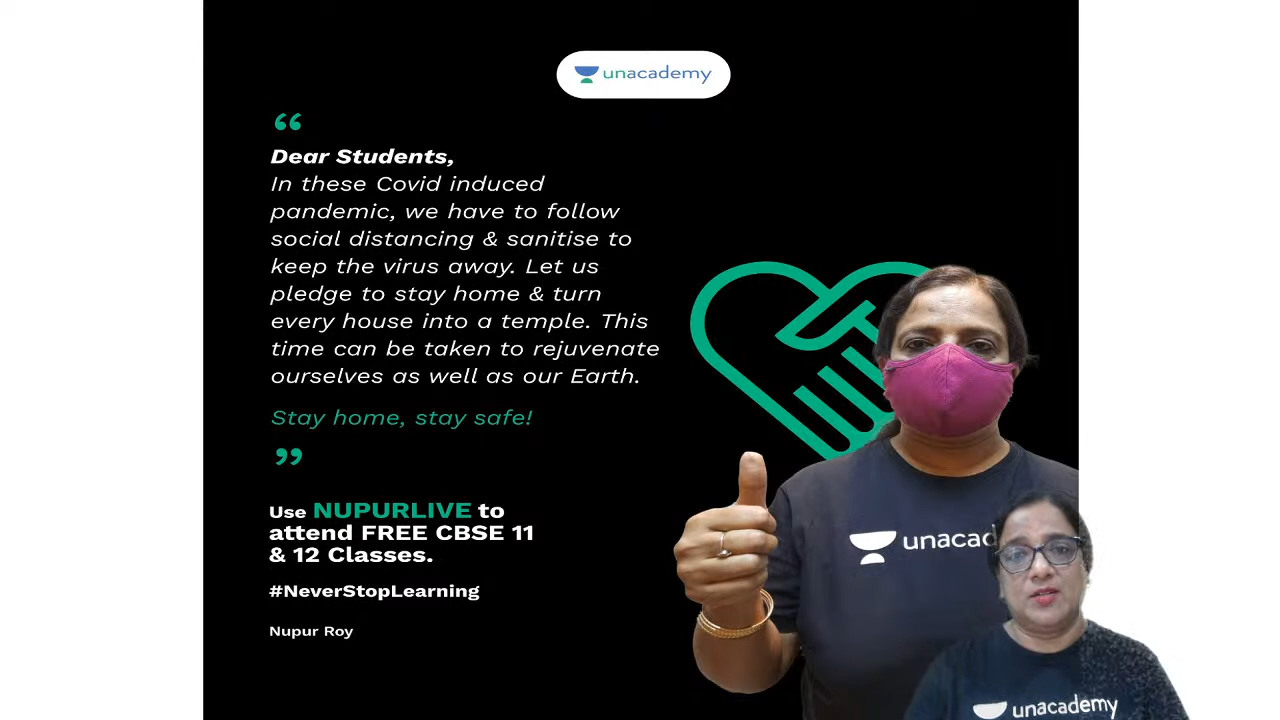 unacademy
“
Dear Students,
In these Covid induced
pandemic, we have to follow
social distancing & sanitise to
keep the virus away. Let us
pledge to stay home & turn
every house into a temple. This
time can be taken to rejuvenate
ourselves as well as our Earth.
Stay home, stay safe!
”
Use NUPURLIVE to
attend FREE CBSE 11
& 12 Classes.
#NeverStopLearning
Nupur Roy
unacad
unacademy